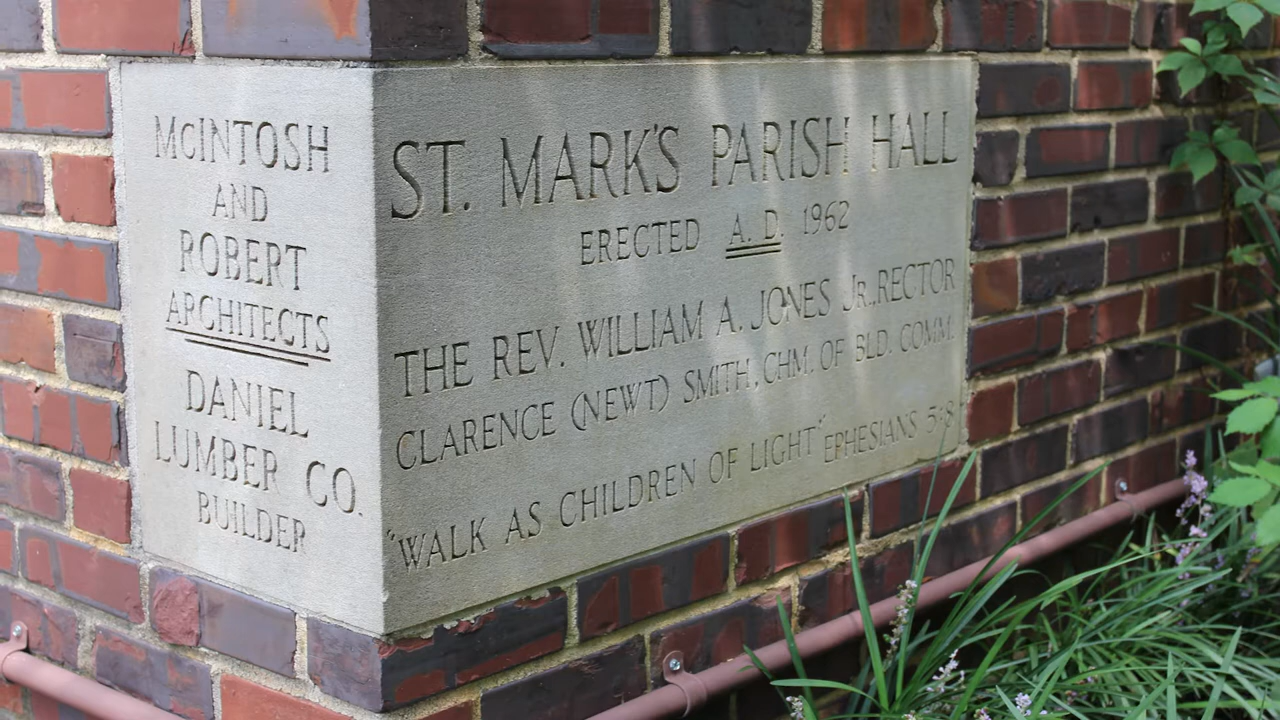 McINTOSH
AND
ROBERT
ARCHITECTS
DANIEL
LUMBER CO.
BUILDER
ST. MARK'S PARISH HALL
ERECTED A. D. 1962
THE REV. WILLIAM A. JONES JR., RECTOR
CLARENCE (NEWT) SMITH, CHM. OF BLD. COMM.
"WALK AS CHILDREN OF LIGHT" EPHESIANS 5:8